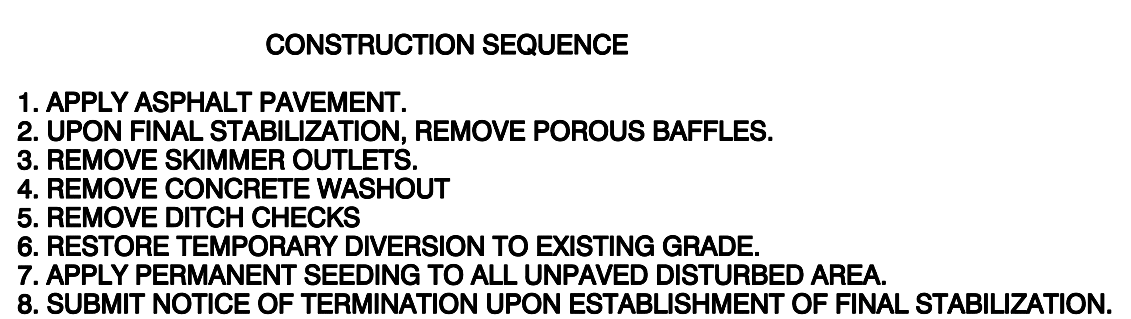 CONSTRUCTION SEQUENCE
1. APPLY ASPHALT PAVEMENT.
2. UPON FINAL STABILIZATION, REMOVE POROUS BAFFLES.
3. REMOVE SKIMMER OUTLETS.
4. REMOVE CONCRETE WASHOUT
5. REMOVE DITCH CHECKS
6. RESTORE TEMPORARY DIVERSION TO EXISTING GRADE.
7. APPLY PERMANENT SEEDING TO ALL UNPAVED DISTURBED AREA.
8. SUBMIT NOTICE OF TERMINATION UPON ESTABLISHMENT OF FINAL STABILIZATION.